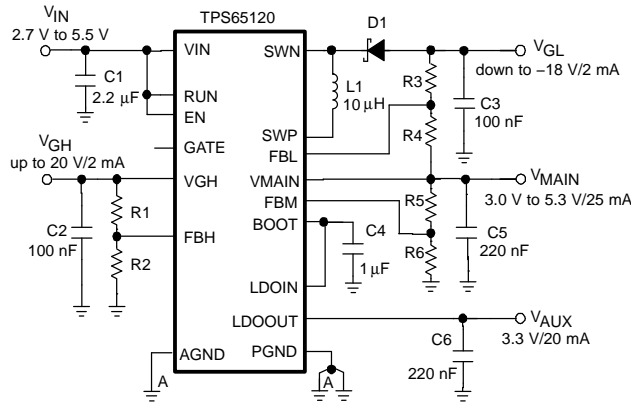 TPS65120
D1
VIN
2.7 V to 5.5 V
VIN
SWN
VGL
down to −18 V/2 mA
C1
2.2 μF
RUN
EN
L1
10 μH
R3
C3
100 nF
VGH
up to 20 V/2 mA
GATE
SWP
FBL
R4
VGH
VMAIN
VMAIN
3.0 V to 5.3 V/25 mA
R1
FBM
R5
C2
100 nF
BOOT
C4
1 μF
C5
220 nF
FBH
R2
R6
LDOIN
LDOOUT
VAUX
3.3 V/20 mA
C6
220 nF
AGND
PGND
A
A